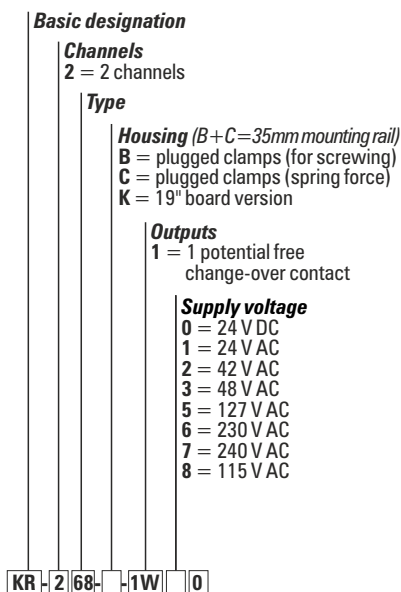 Basic designation
Channels
2 = 2 channels
Type
Housing (B+C=35mm mounting rail)
B = plugged clamps (for screwing)
C = plugged clamps (spring force)
K = 19" board version
Outputs
1 = 1 potential free
change-over contact
Supply voltage
0 = 24 V DC
1 = 24 V AC
2 = 42 V AC
3 = 48 V AC
5 = 127 V AC
6 = 230 V AC
7 = 240 V AC
8 = 115 V AC
KR - 2 68- - 1W 0